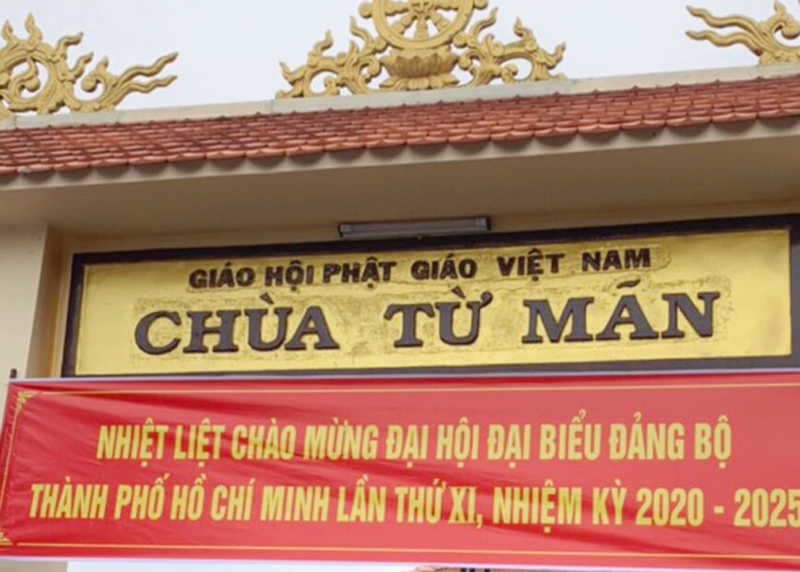 GIÁO HỘI PHẬT GIÁO VIỆT NAM
CHÙA TỪ MÃN
NHIỆT LIỆT CHÀO MỪNG ĐẠI HỘI ĐẠI BIỂU ĐẢNG BỘ
THÀNH PHỐ HỒ CHÍ MINH LẦN THỨ XI, NHIỆM KỲ 2020 - 2025